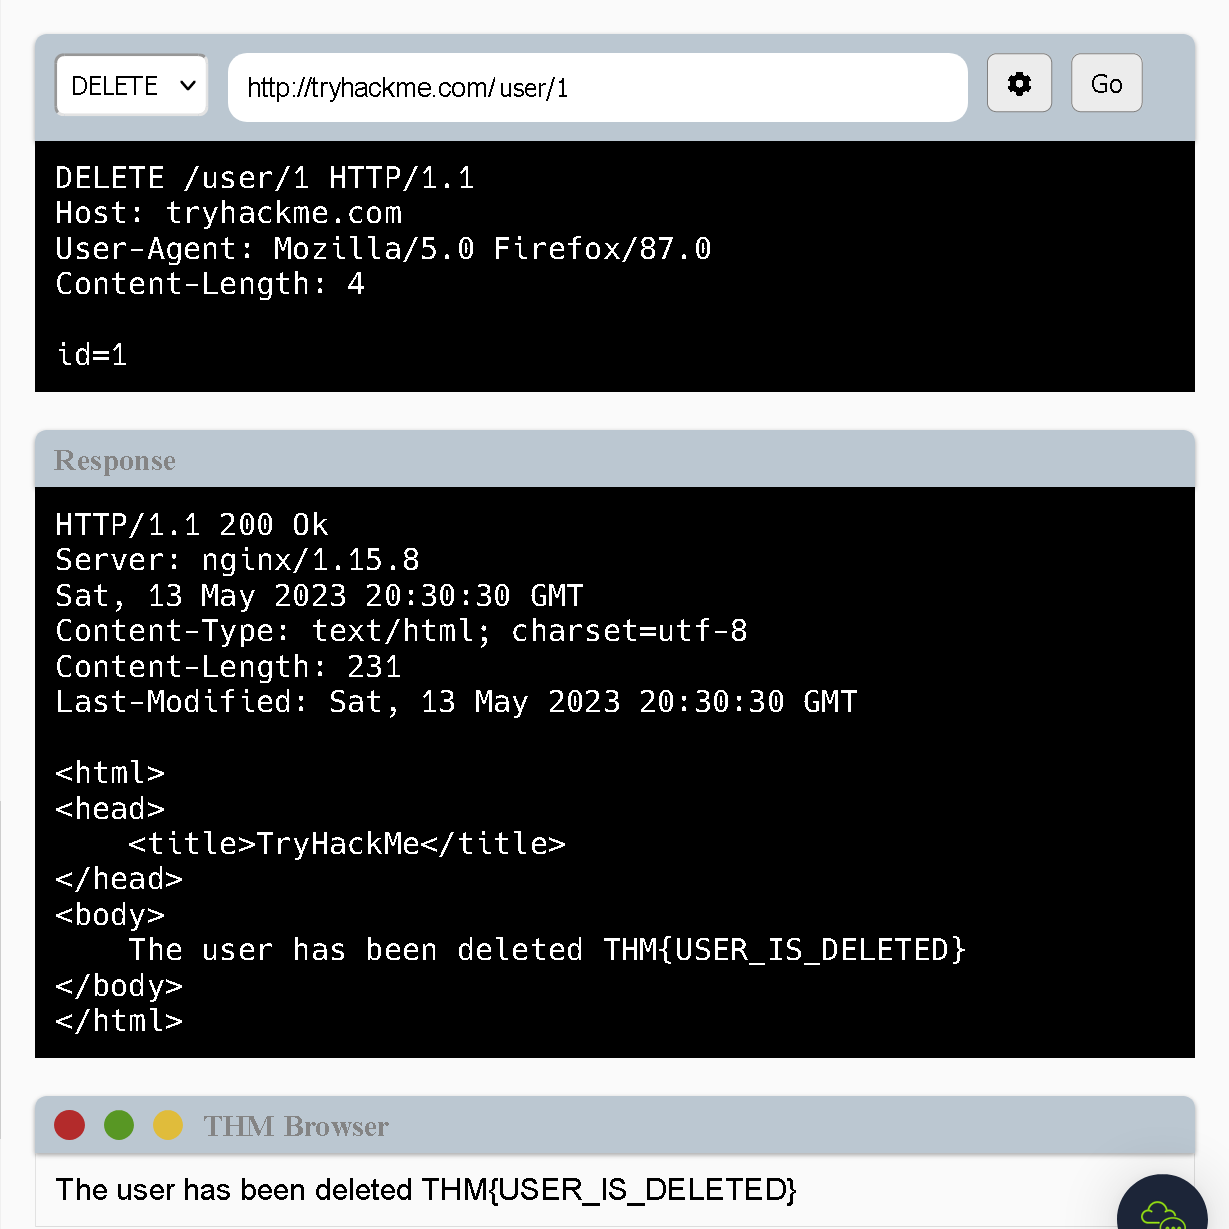 DELETE
http://tryhackme.com/user/1
Go
DELETE /user/1 HTTP/1.1
Host: tryhackme.com
User-Agent: Mozilla/5.0 Firefox/87.0
Content-Length: 4
id=1
Response
HTTP/1.1 200 Ok
Server: nginx/1.15.8
Sat, 13 May 2023 20:30:30 GMT
Content-Type: text/html; charset=utf-8
Content-Length: 231
Last-Modified: Sat, 13 May 2023 20:30:30 GMT
<html>
<head>
    <title>TryHackMe</title>
</head>
<body>
    The user has been deleted THM{USER_IS_DELETED}
</body>
</html>
THM Browser
The user has been deleted THM{USER_IS_DELETED}